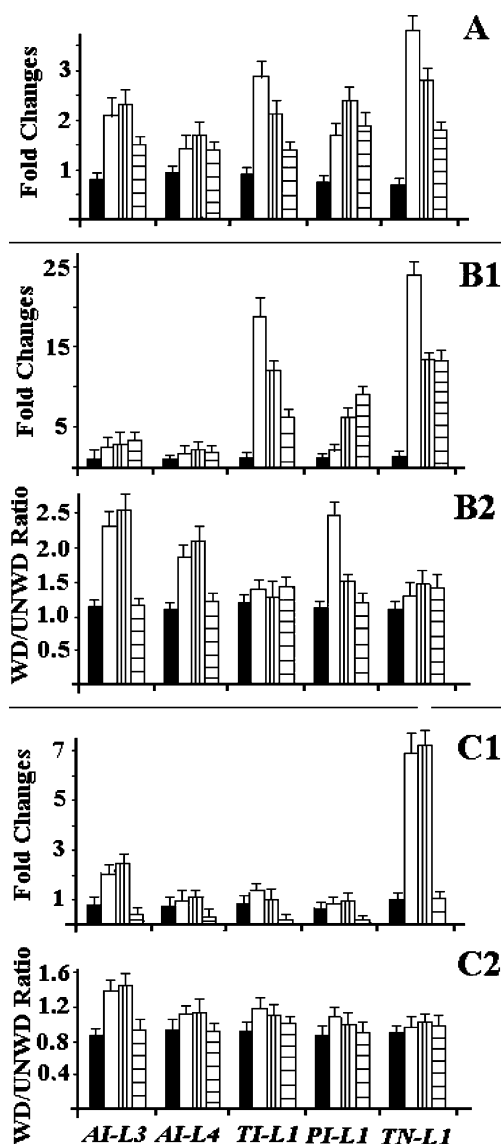 A
Fold Changes
3
2
1
B1
Fold Changes
25
15
5
B2
WD/UNWD Ratio
2.5
2.0
1.5
1.0
0.5
C1
Fold Changes
7
5
3
1
C2
WD/UNWD Ratio
1.6
1.2
0.8
0.4
AI-L3 AI-L4 TI-L1 PI-L1 TN-L1